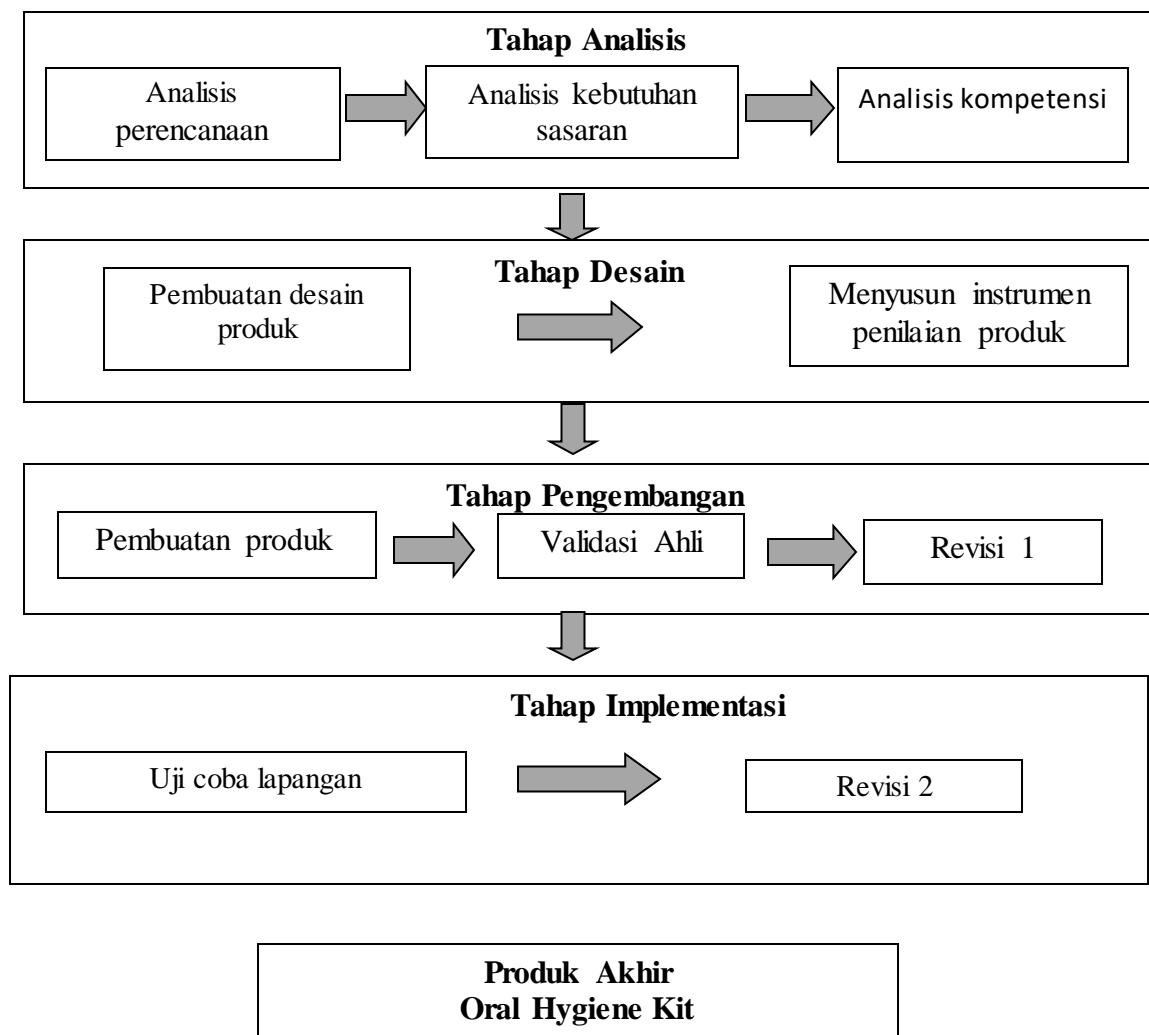 Tahap Analisis
Analisis
perencanaan
Analisis kebutuhan
sasaran
Analisis kompetensi
Tahap Desain
Pembuatan desain
produk
Menyusun instrumen
penilaian produk
Tahap Pengembangan
Pembuatan produk
Validasi Ahli
Revisi 1
Tahap Implementasi
Uji coba lapangan
Revisi 2
Produk Akhir
Oral Hygiene Kit